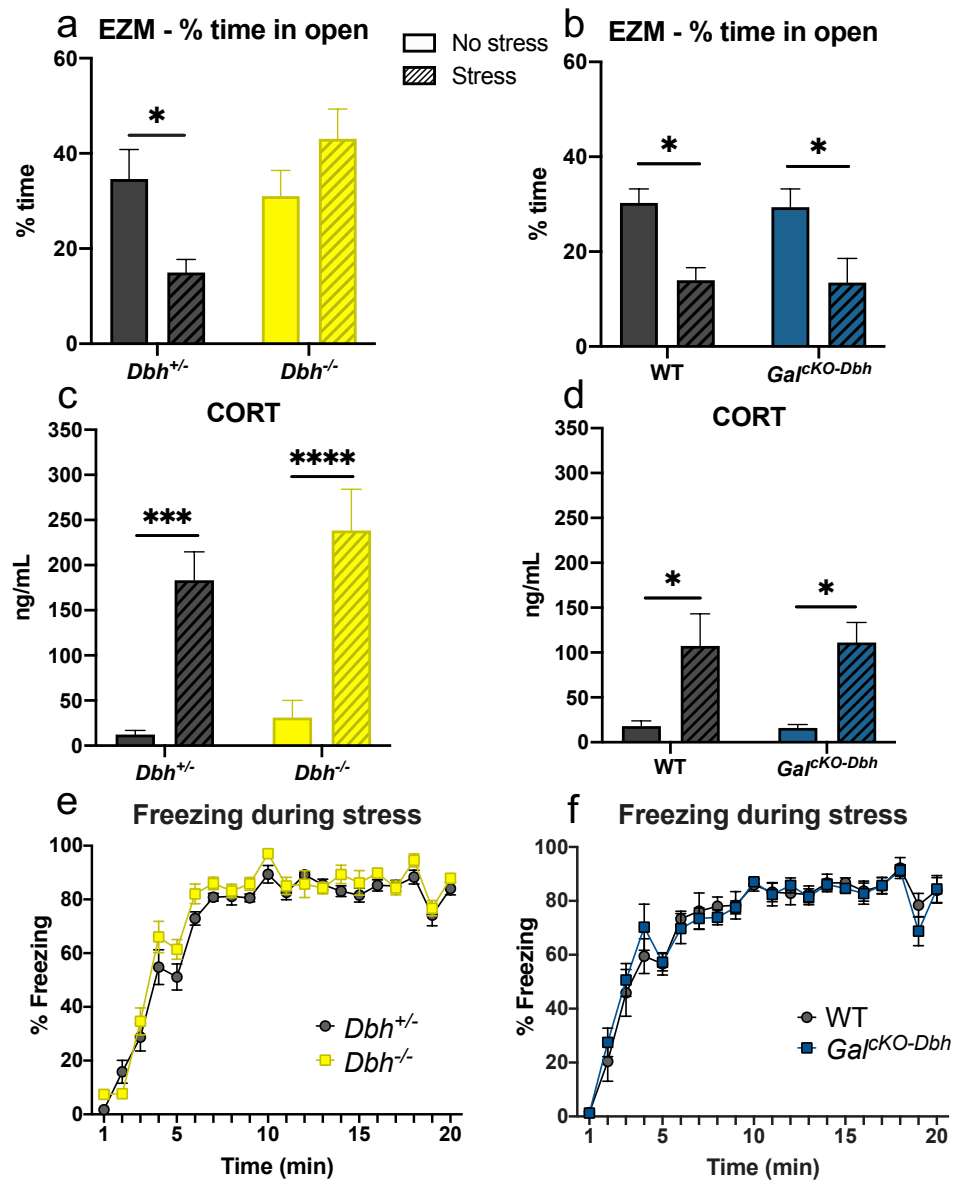 a EZM - % time in open
No stress
Stress
60
40
20
0
% time
*
Dbh+/-
Dbh-/-
b EZM - % time in open
60
40
20
0
% time
*
*
WT
GalcKO-Dbh
c CORT
350
300
250
200
150
100
50
0
ng/mL
***
****
Dbh+/-
Dbh-/-
d CORT
350
300
250
200
150
100
50
0
ng/mL
*
*
WT
GalcKO-Dbh
e Freezing during stress
100
80
60
40
20
0
% Freezing
Dbh+/-
Dbh-/-
1 5 10 15 20
Time (min)
f Freezing during stress
100
80
60
40
20
0
% Freezing
WT
GalcKO-Dbh
1 5 10 15 20
Time (min)